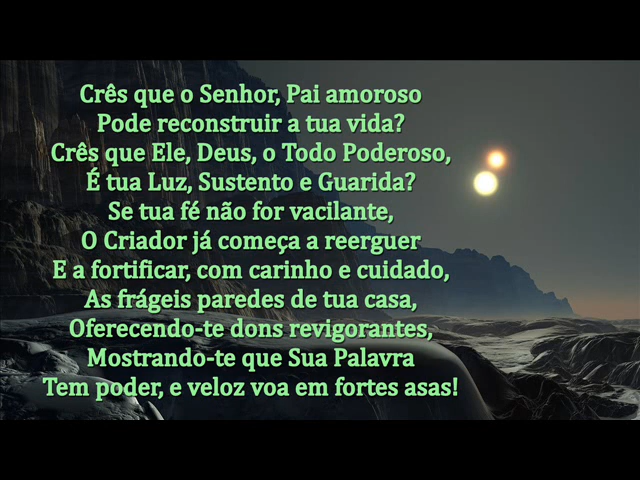 Crês que o Senhor, Pai amoroso
Pode reconstruir a tua vida?
Crês que Ele, Deus, o Todo Poderoso,
É tua Luz, Sustento e Guarida?
Se tua fé não for vacilante,
O Criador já começa a reerguer
E a fortificar, com carinho e cuidado,
As frágeis paredes de tua casa,
Oferecendo-te dons revigorantes,
Mostrando-te que Sua Palavra
Tem poder, e veloz voa em fortes asas!